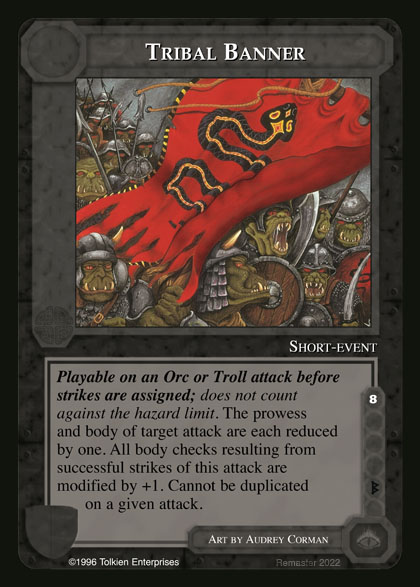 TRIBAL BANNER
SHORT-EVENT
Playable on an Orc or Troll attack before
strikes are assigned; does not count
against the hazard limit. The prowess
and body of target attack are each reduced
by one. All body checks resulting from
successful strikes of this attack are
modified by +1. Cannot be duplicated
on a given attack.
8
ART BY AUDREY CORMAN
©1996 Tolkien Enterprises
Remaster 2022